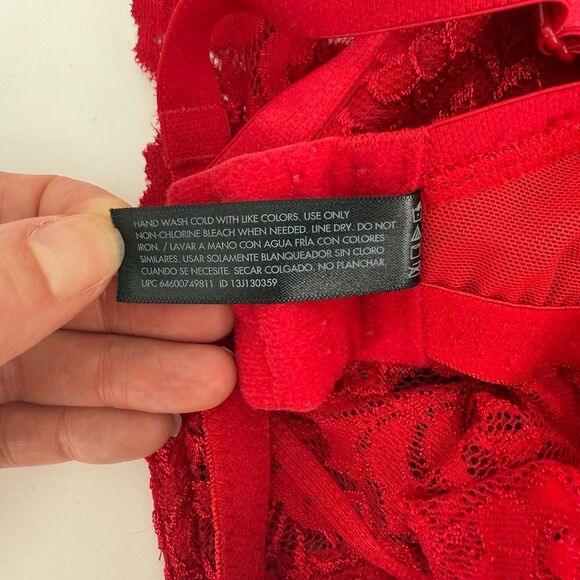 HAND WASH COLD WITH LIKE COLORS. USE ONLY
NON-CHLORINE BLEACH WHEN NEEDED. LINE DRY. DO NOT
IRON. / LAVAR A MANO CON AGUA FRÍA CON COLORES
SIMILARES. USAR SOLAMENTE BLANQUEADOR SIN CLORO
CUANDO SE NECESITE. SECAR COLGADO. NO PLANCHAR.
UPC 64600749811 ID 13J130359